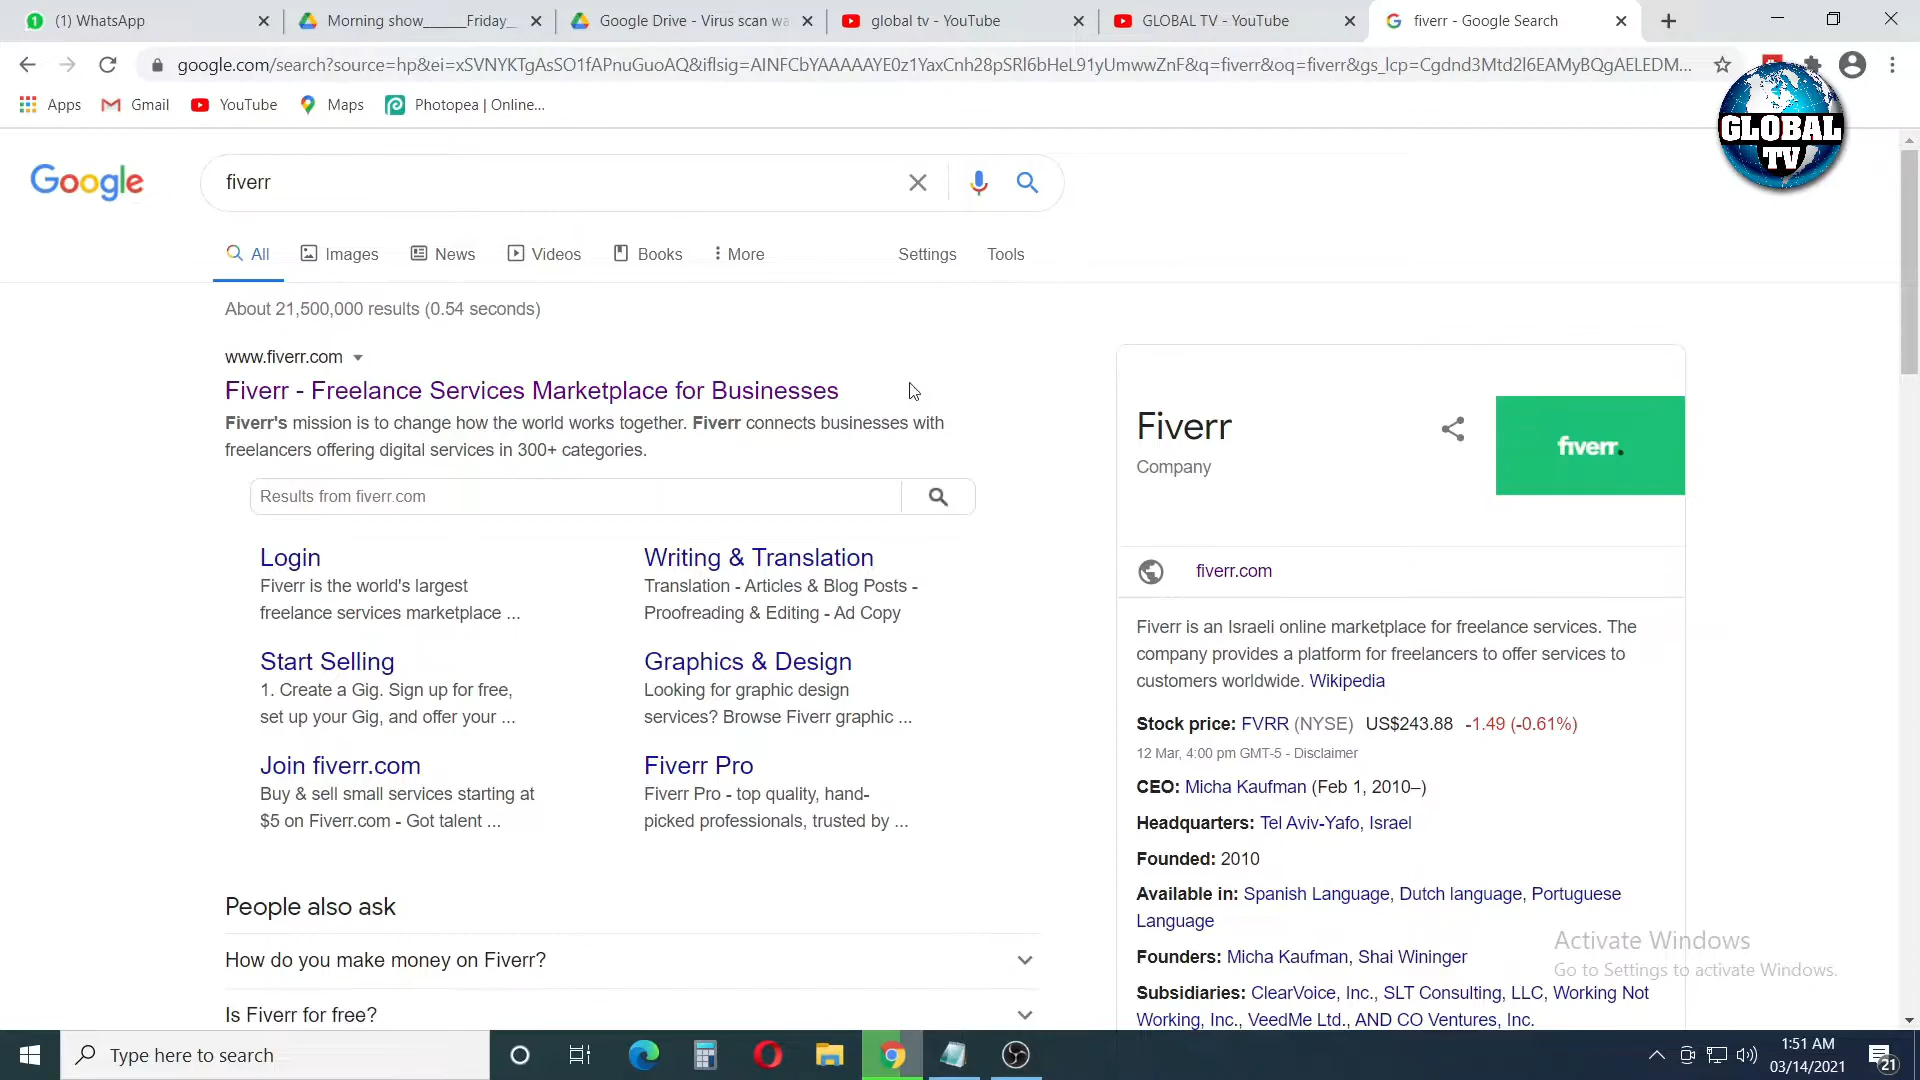 (1) WhatsApp
Morning show______Friday_
Google Drive - Virus scan wa
global tv - YouTube
GLOBAL TV - YouTube
fiverr - Google Search
google.com/search?source=hp&ei=xSVNYKTgAsSO1fAPnuGuoAQ&iflsig=AINFCbYAAAAAYE0z1YaxCnh28pSRl6bHeL91yUmwwZnF&q=fiverr&oq=fiverr&gs_lcp=Cgdnd3Mtd2l6EAMyBQgAELEDM...
Apps
Gmail
YouTube
Maps
Photopea | Online...
GLOBAL
TV
Google
fiverr
All
Images
News
Videos
Books
More
Settings
Tools
About 21,500,000 results (0.54 seconds)
www.fiverr.com
Fiverr - Freelance Services Marketplace for Businesses
Fiverr's mission is to change how the world works together. Fiverr connects businesses with
freelancers offering digital services in 300+ categories.
Results from fiverr.com
Login
Fiverr is the world's largest
freelance services marketplace ...
Writing & Translation
Translation - Articles & Blog Posts -
Proofreading & Editing - Ad Copy
Start Selling
1. Create a Gig. Sign up for free,
set up your Gig, and offer your ...
Graphics & Design
Looking for graphic design
services? Browse Fiverr graphic ...
Join fiverr.com
Buy & sell small services starting at
$5 on Fiverr.com - Got talent ...
Fiverr Pro
Fiverr Pro - top quality, hand-
picked professionals, trusted by ...
People also ask
How do you make money on Fiverr?
Is Fiverr for free?
Fiverr
Company
fiverr.
fiverr.com
Fiverr is an Israeli online marketplace for freelance services. The
company provides a platform for freelancers to offer services to
customers worldwide. Wikipedia
Stock price: FVRR (NYSE) US$243.88 -1.49 (-0.61%)
12 Mar, 4:00 pm GMT-5 - Disclaimer
CEO: Micha Kaufman (Feb 1, 2010–)
Headquarters: Tel Aviv-Yafo, Israel
Founded: 2010
Available in: Spanish Language, Dutch language, Portuguese
Language
Founders: Micha Kaufman, Shai Wininger
Subsidiaries: ClearVoice, Inc., SLT Consulting, LLC, Working Not
Working, Inc., VeedMe Ltd., AND CO Ventures, Inc.
Activate Windows
Go to Settings to activate Windows.
Type here to search
1:51 AM
03/14/2021
21